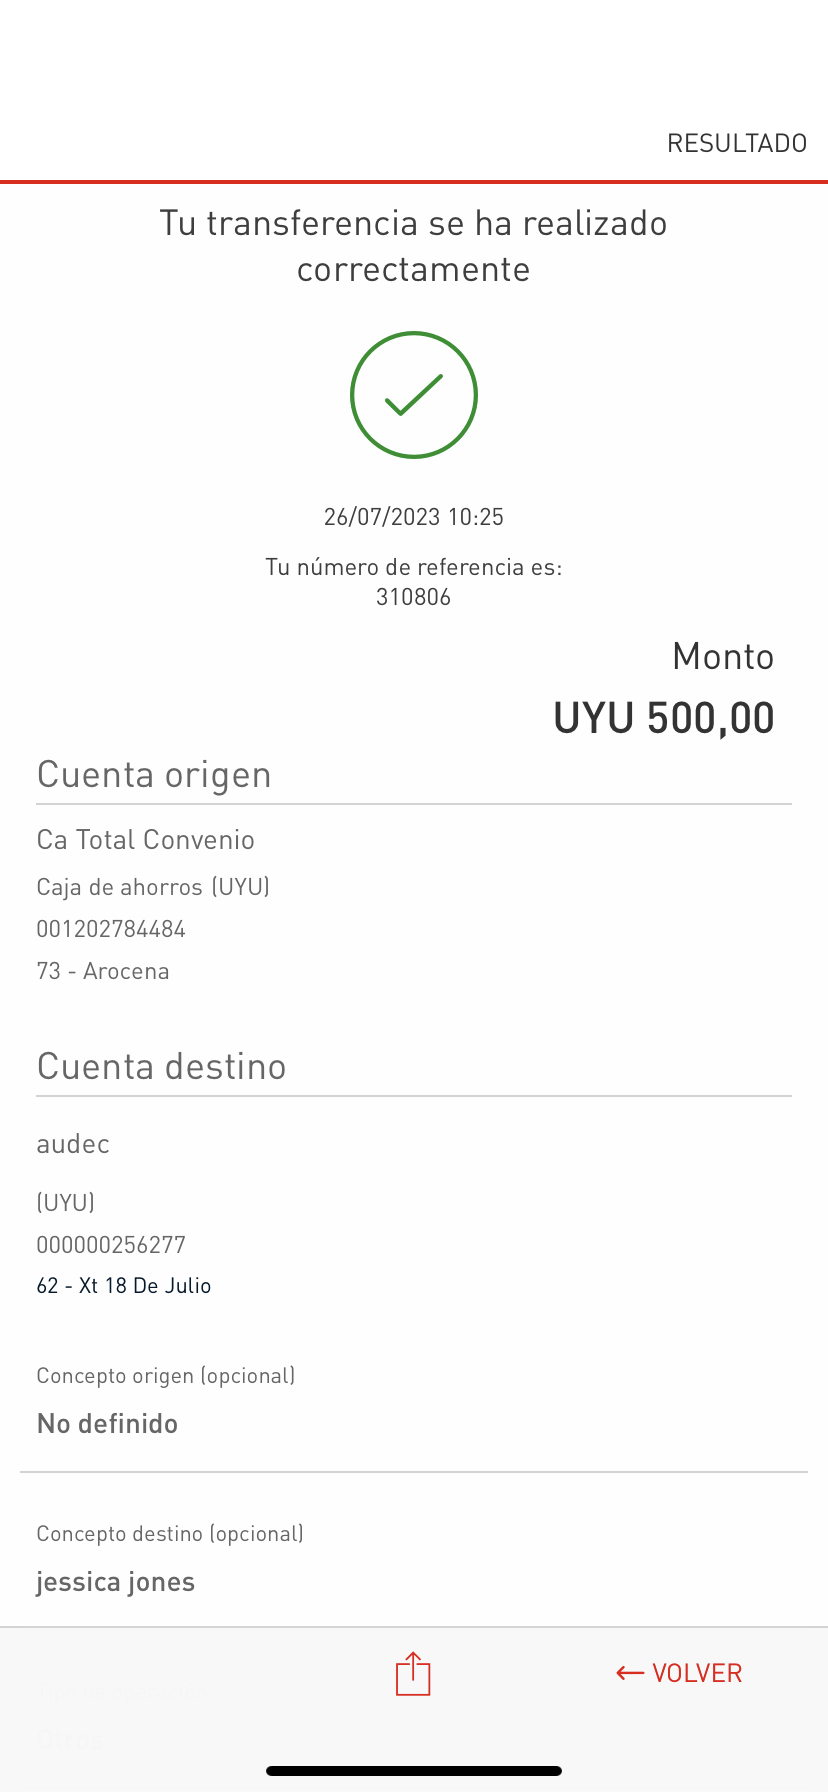 RESULTADO
Tu transferencia se ha realizado
correctamente
26/07/2023 10:25
Tu número de referencia es:
310806
Monto
UYU 500,00
Cuenta origen
Ca Total Convenio
Caja de ahorros (UYU)
001202784484
73 - Arocena
Cuenta destino
audec
(UYU)
000000256277
62 - Xt 18 De Julio
Concepto origen (opcional)
No definido
Concepto destino (opcional)
jessica jones
← VOLVER